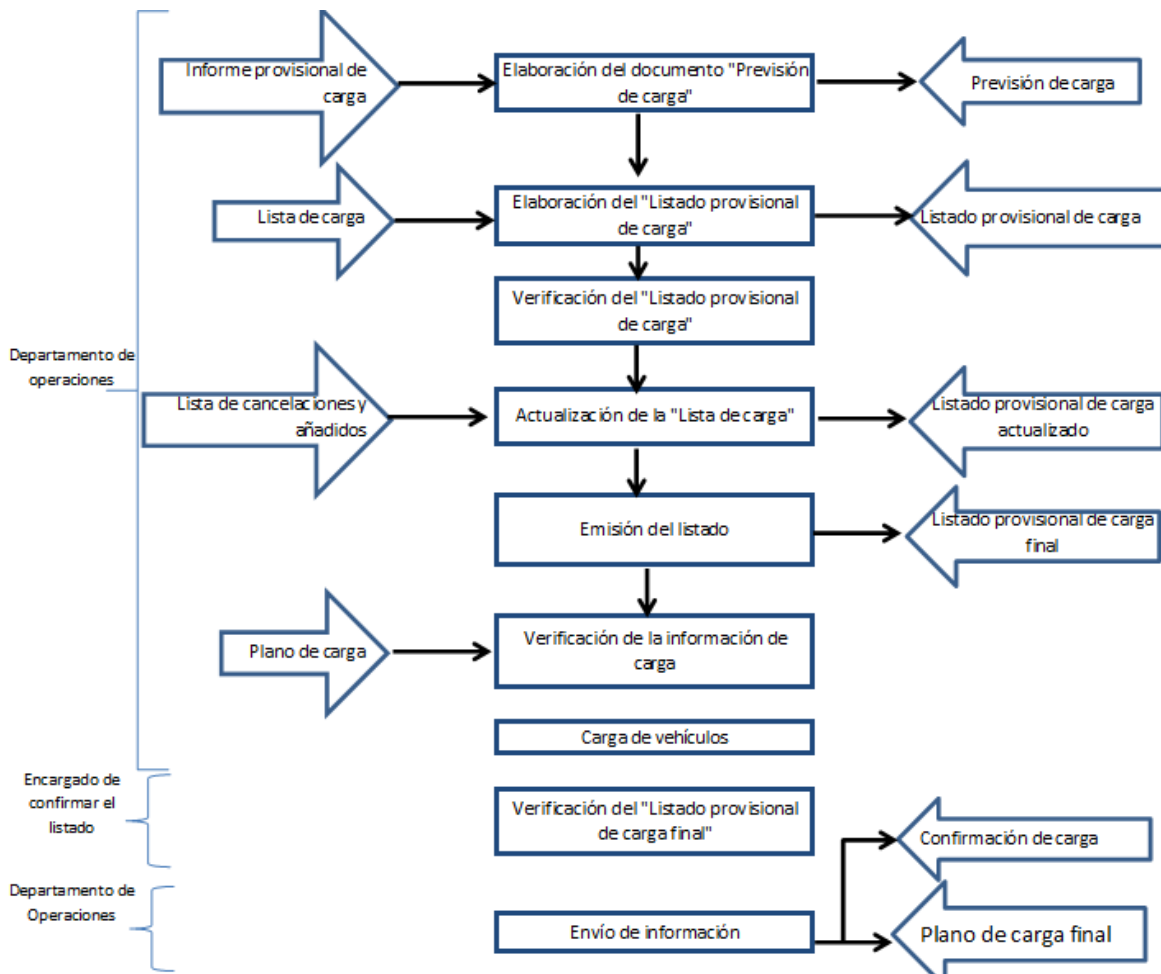 Informe provisional de
carga
Elaboración del documento "Previsión
de carga"
Previsión de carga
Lista de carga
Elaboración del "Listado provisional
de carga"
Listado provisional de carga
Verificación del "Listado provisional
de carga"
Departamento de
operaciones
Lista de cancelaciones y
añadidos
Actualización de la "Lista de carga"
Listado provisional de carga
actualizado
Emisión del listado
Listado provisional de carga
final
Plano de carga
Verificación de la información de
carga
Carga de vehículos
Encargado de
confirmar el
listado
Verificación del "Listado provisional
de carga final"
Confirmación de carga
Departamento de
Operaciones
Envío de información
Plano de carga final